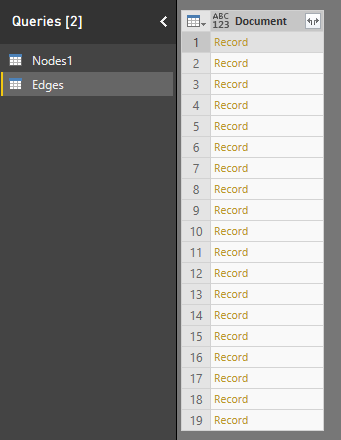 Queries [2]
Nodes1
Edges
ABC
123 Document
1 Record
2 Record
3 Record
4 Record
5 Record
6 Record
7 Record
8 Record
9 Record
10 Record
11 Record
12 Record
13 Record
14 Record
15 Record
16 Record
17 Record
18 Record
19 Record